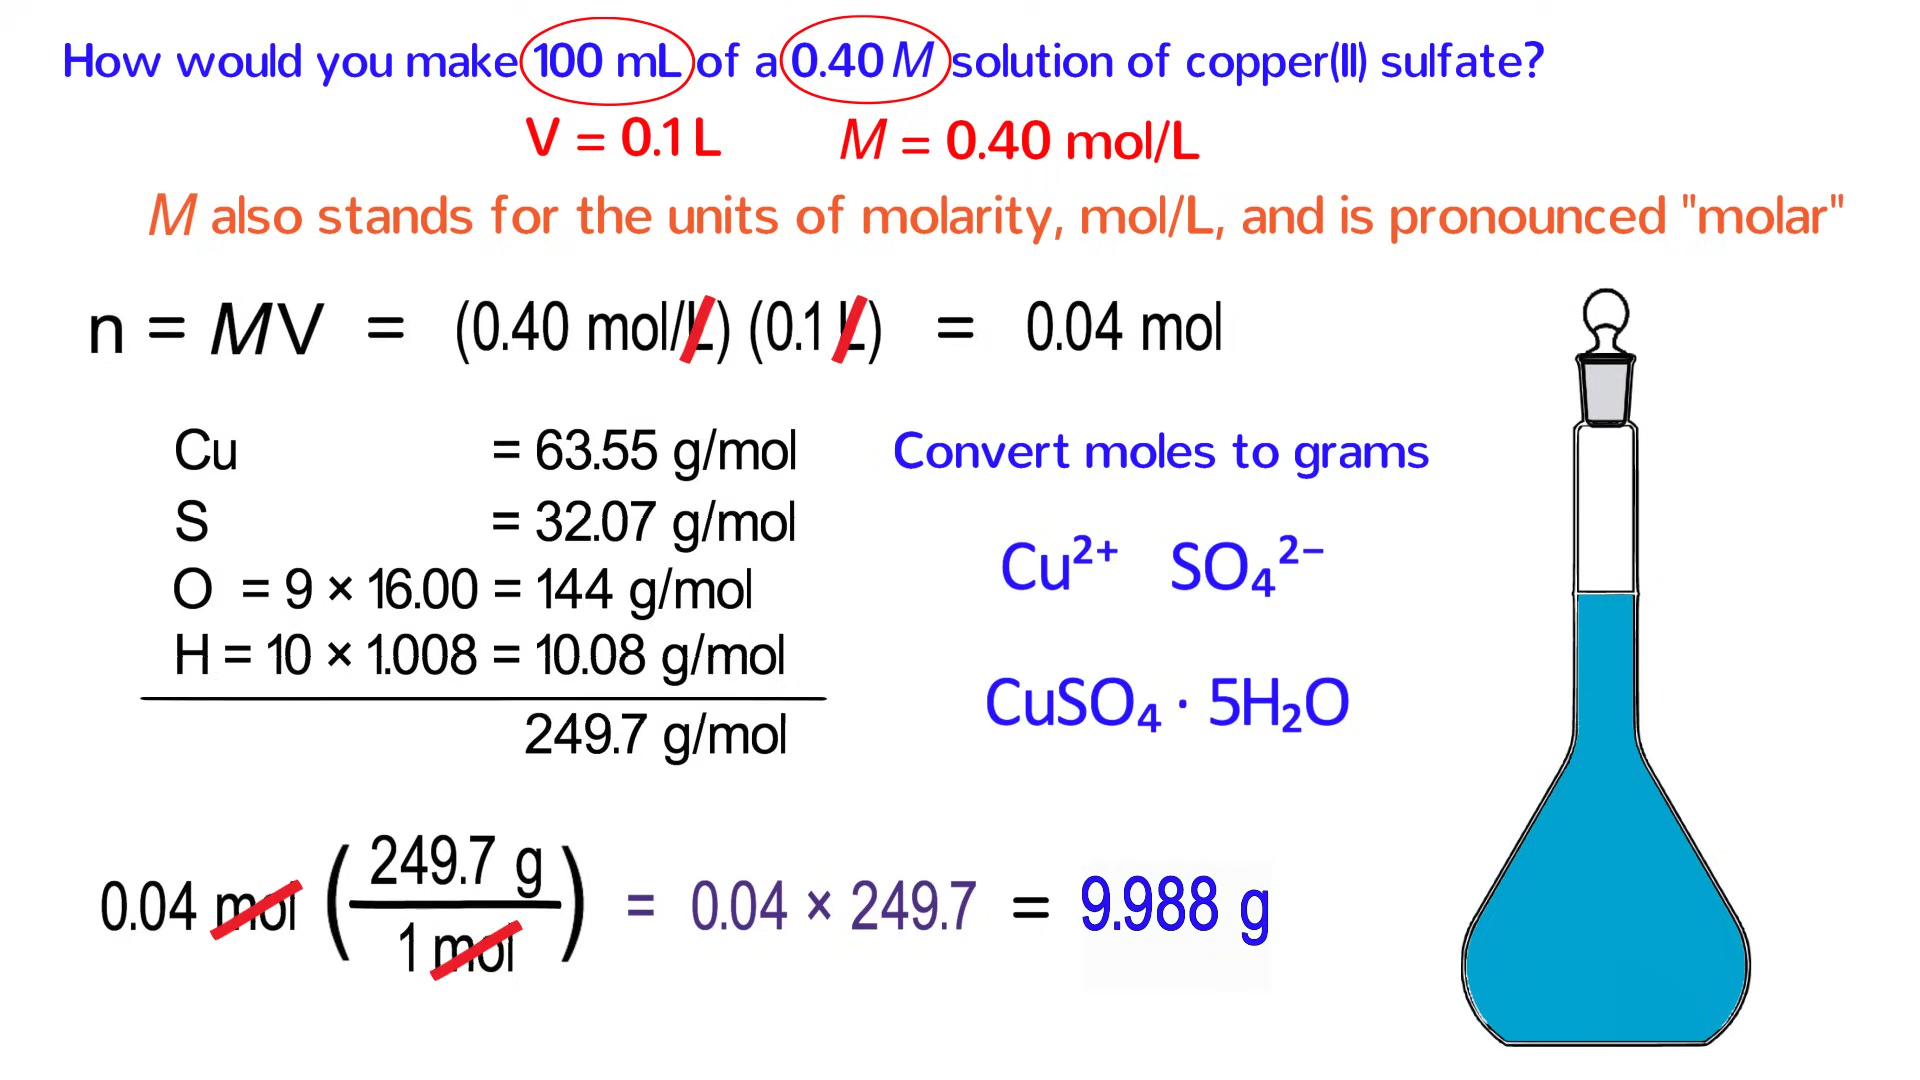 How would you make 100 mL of a 0.40 M solution of copper(II) sulfate?
V = 0.1 L M = 0.40 mol/L
M also stands for the units of molarity, mol/L, and is pronounced "molar"
n = MV = (0.40 mol/L) (0.1 L) = 0.04 mol
Cu = 63.55 g/mol
S = 32.07 g/mol
O = 9 × 16.00 = 144 g/mol
H = 10 × 1.008 = 10.08 g/mol
249.7 g/mol
Convert moles to grams
Cu²⁺ SO₄²⁻
CuSO₄ · 5H₂O
0.04 mol (249.7 g / 1 mol) = 0.04 × 249.7 = 9.988 g